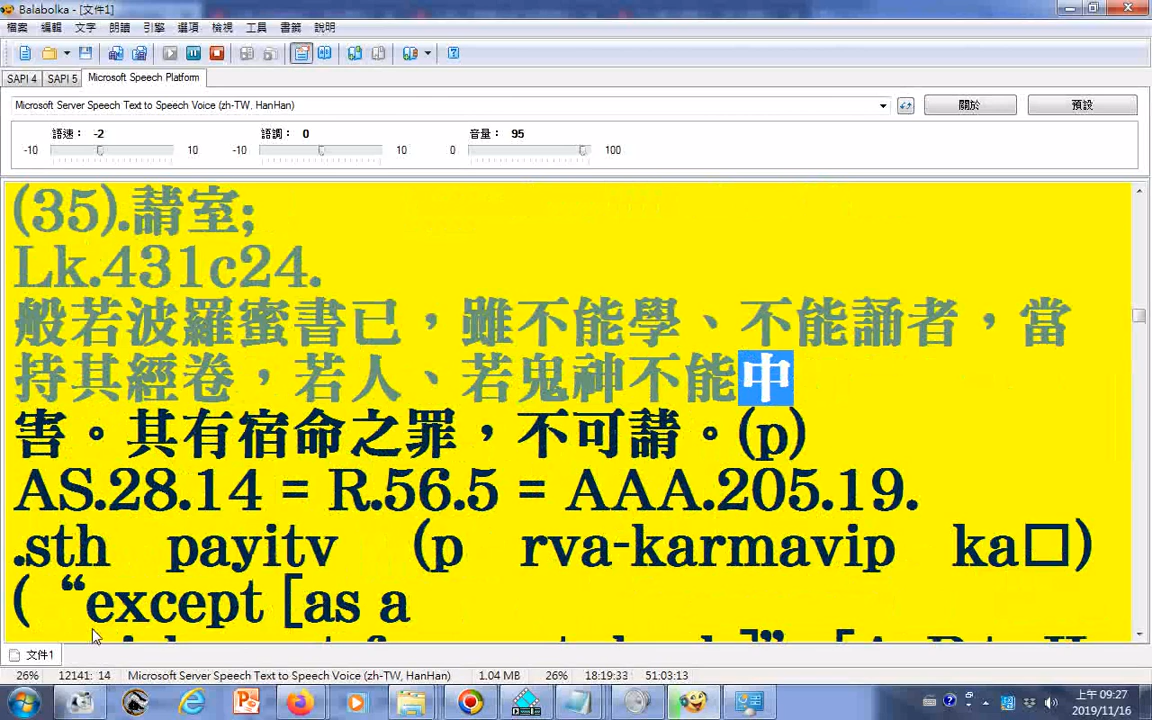 Balabolka - [文件1]
檔案 編輯 文字 朗讀 引擎 選項 檢視 工具 書籤 說明
SAPI 4 SAPI 5 Microsoft Speech Platform
Microsoft Server Speech Text to Speech Voice (zh-TW, HanHan) 關於 預設
語速： -2 語調： 0 音量： 95
-10 10 -10 10 0 100
(35).請室;
Lk.431c24.
般若波羅蜜書已，雖不能學、不能誦者，當
持其經卷，若人、若鬼神不能中
害。其有宿命之罪，不可請。(p)
AS.28.14 = R.56.5 = AAA.205.19.
.sth payitv (p rva-karmavip ka□)
( “except [as a
文件1
26% 12141: 14 Microsoft Server Speech Text to Speech Voice (zh-TW, HanHan) 1.04 MB 26% 18:19:33 51:03:13
上午 09:27
2019/11/16